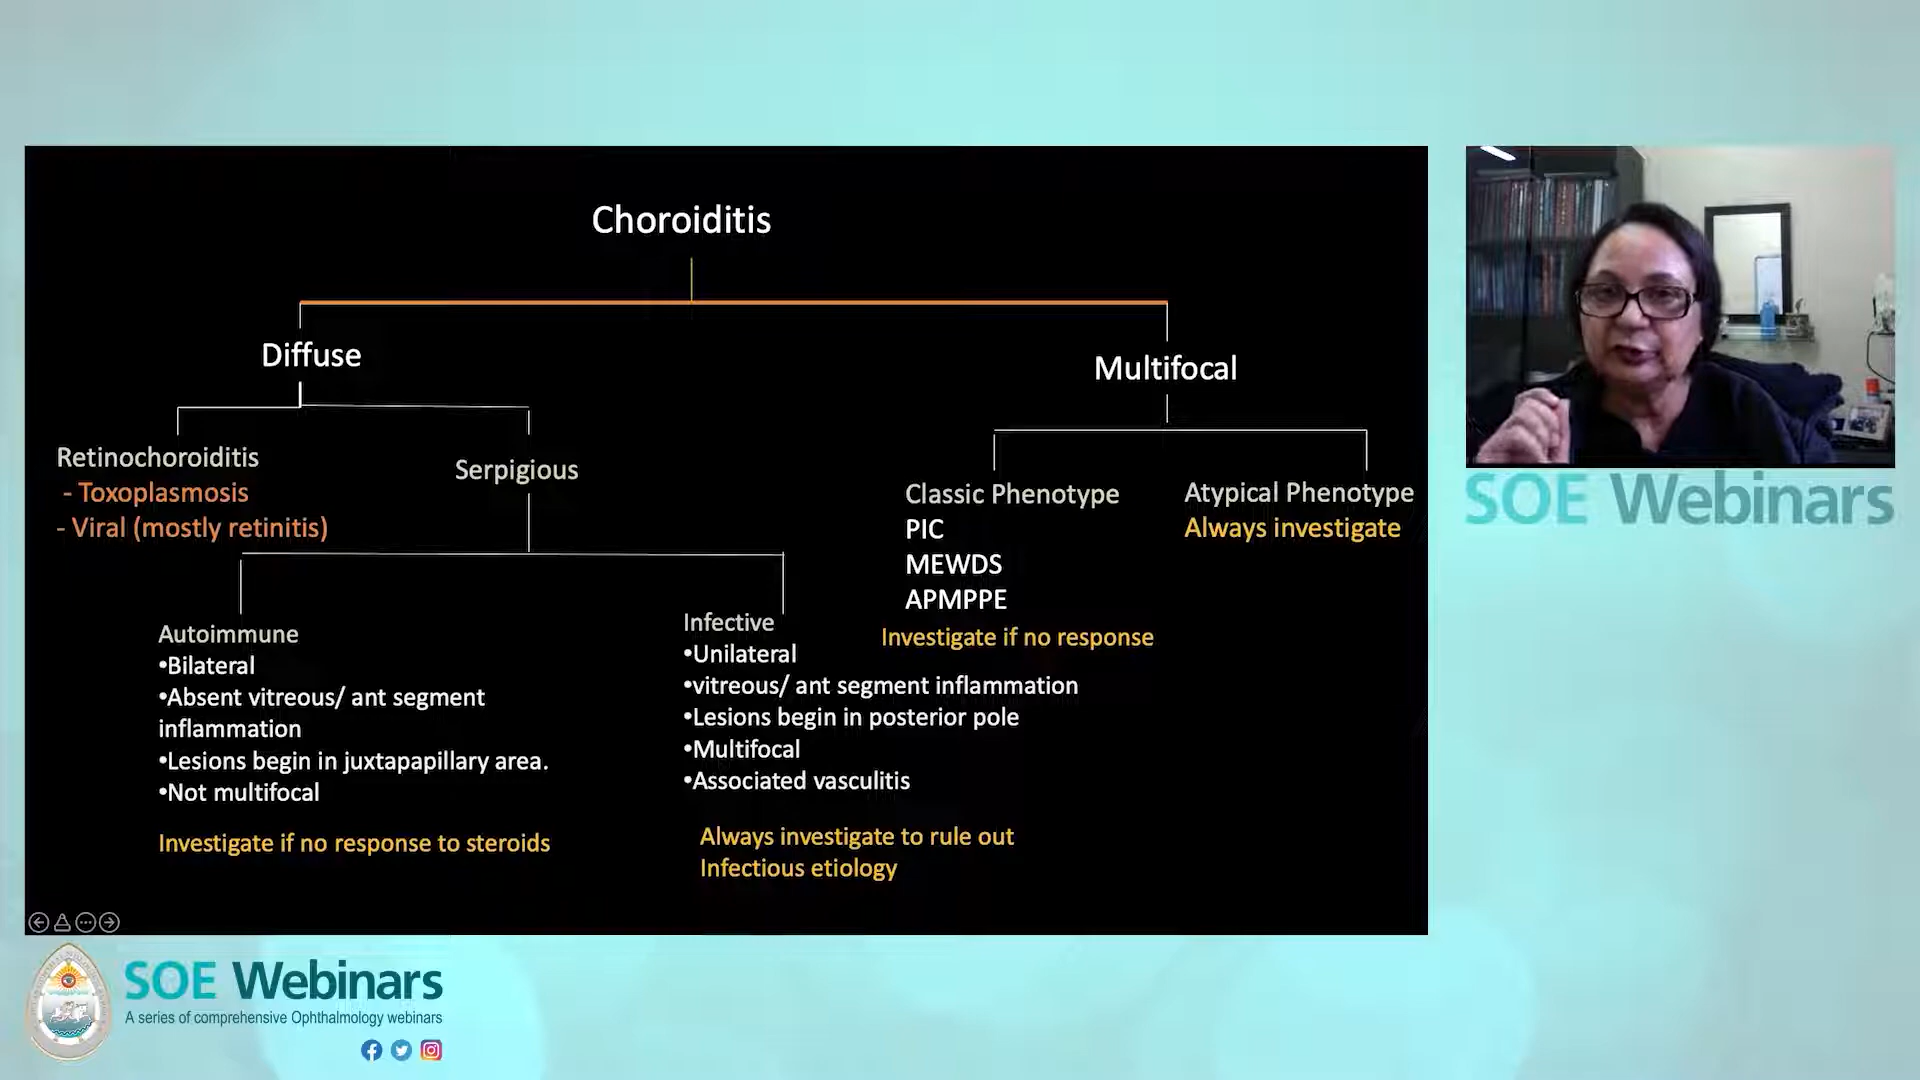 Choroiditis
Diffuse
Multifocal
Retinochoroiditis
- Toxoplasmosis
- Viral (mostly retinitis)
Serpigious
Classic Phenotype
PIC
MEWDS
APMPPE
Investigate if no response
Atypical Phenotype
Always investigate
Autoimmune
•Bilateral
•Absent vitreous/ ant segment
inflammation
•Lesions begin in juxtapapillary area.
•Not multifocal
Investigate if no response to steroids
Infective
•Unilateral
•vitreous/ ant segment inflammation
•Lesions begin in posterior pole
•Multifocal
•Associated vasculitis
Always investigate to rule out
Infectious etiology
SOE Webinars
SOE Webinars
A series of comprehensive Ophthalmology webinars